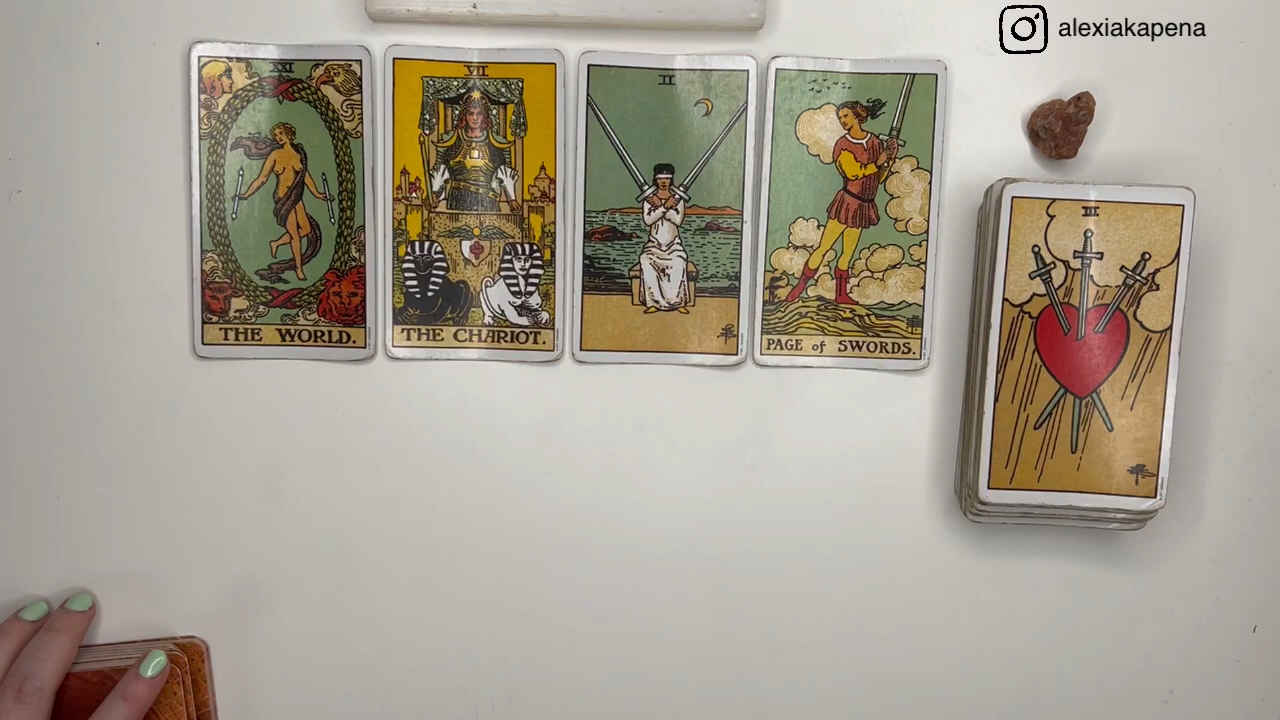 alexiakapena
XXI
VII
II
III
THE WORLD.
THE CHARIOT.
PAGE of SWORDS.